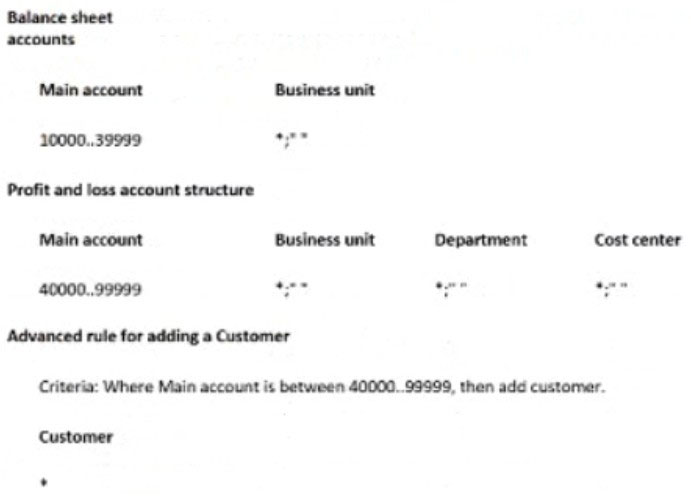 Balance sheet
accounts
Main account Business unit
10000..39999 *;" "
Profit and loss account structure
Main account Business unit Department Cost center
40000..99999 *;" " *;" " *;" "
Advanced rule for adding a Customer
Criteria: Where Main account is between 40000..99999, then add customer.
Customer
*